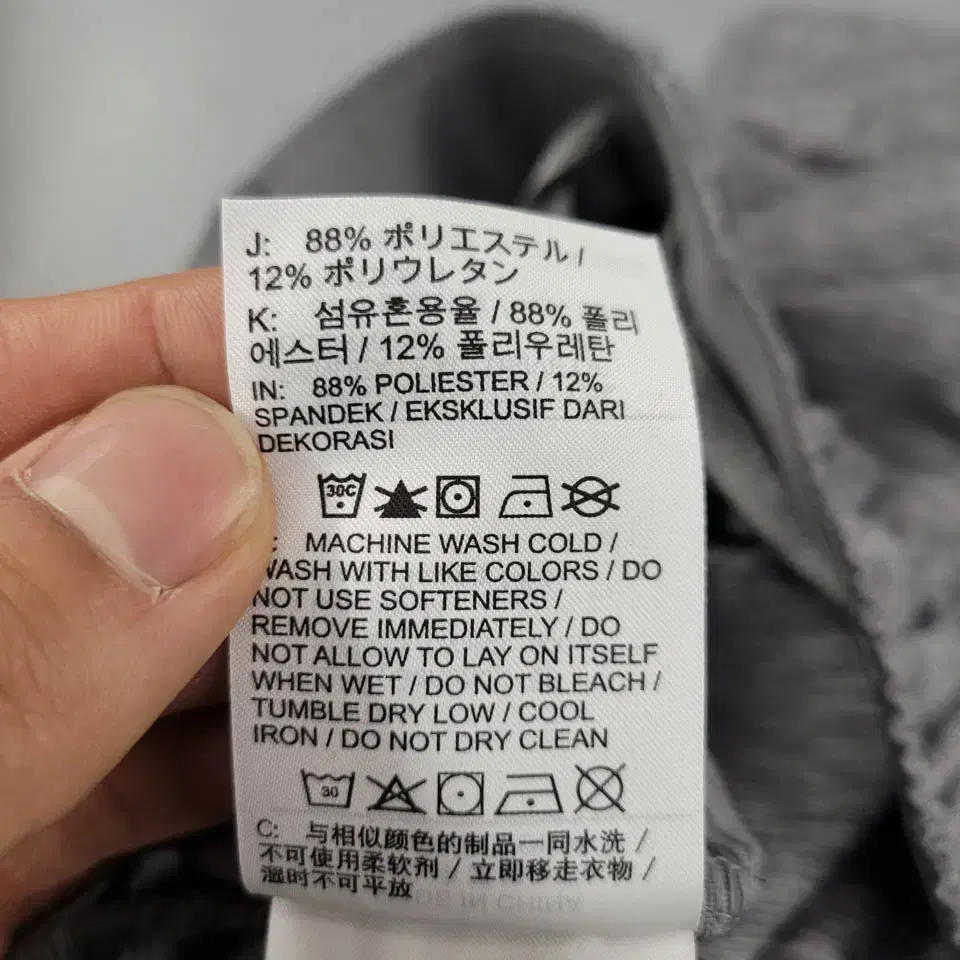 J: 88% ポリエステル /
12% ポリウレタン
K: 섬유혼용율 / 88% 폴리
에스터 / 12% 폴리우레탄
IN: 88% POLIESTER / 12%
SPANDEK / EKSKLUSIF DARI
DEKORASI
30C
: MACHINE WASH COLD /
WASH WITH LIKE COLORS / DO
NOT USE SOFTENERS /
REMOVE IMMEDIATELY / DO
NOT ALLOW TO LAY ON ITSELF
WHEN WET / DO NOT BLEACH /
TUMBLE DRY LOW / COOL
IRON / DO NOT DRY CLEAN
30
C: 与相似颜色的制品一同水洗 /
不可使用柔软剂 / 立即移走衣物 /
湿时不可平放